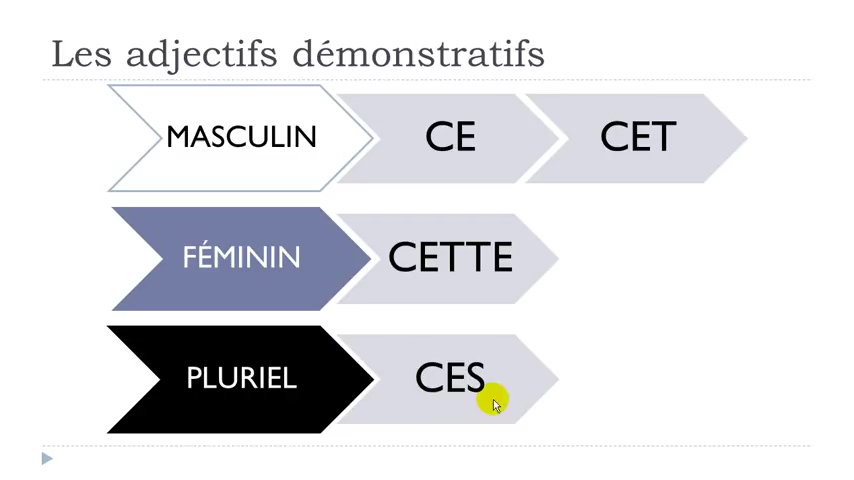 Les adjectifs démonstratifs
MASCULIN CE CET
FÉMININ CETTE
PLURIEL CES